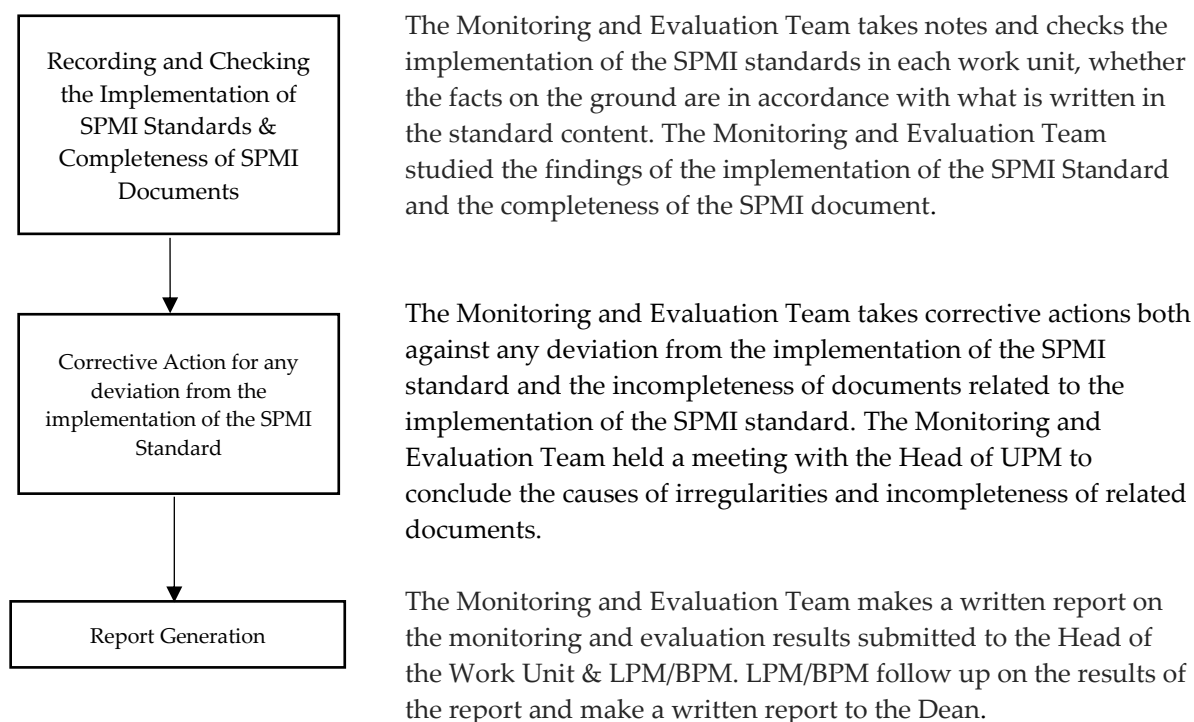 Recording and Checking
the Implementation of
SPMI Standards &
Completeness of SPMI
Documents
The Monitoring and Evaluation Team takes notes and checks the
implementation of the SPMI standards in each work unit, whether
the facts on the ground are in accordance with what is written in
the standard content. The Monitoring and Evaluation Team
studied the findings of the implementation of the SPMI Standard
and the completeness of the SPMI document.
Corrective Action for any
deviation from the
implementation of the SPMI
Standard
The Monitoring and Evaluation Team takes corrective actions both
against any deviation from the implementation of the SPMI
standard and the incompleteness of documents related to the
implementation of the SPMI standard. The Monitoring and
Evaluation Team held a meeting with the Head of UPM to
conclude the causes of irregularities and incompleteness of related
documents.
Report Generation
The Monitoring and Evaluation Team makes a written report on
the monitoring and evaluation results submitted to the Head of
the Work Unit & LPM/BPM. LPM/BPM follow up on the results of
the report and make a written report to the Dean.